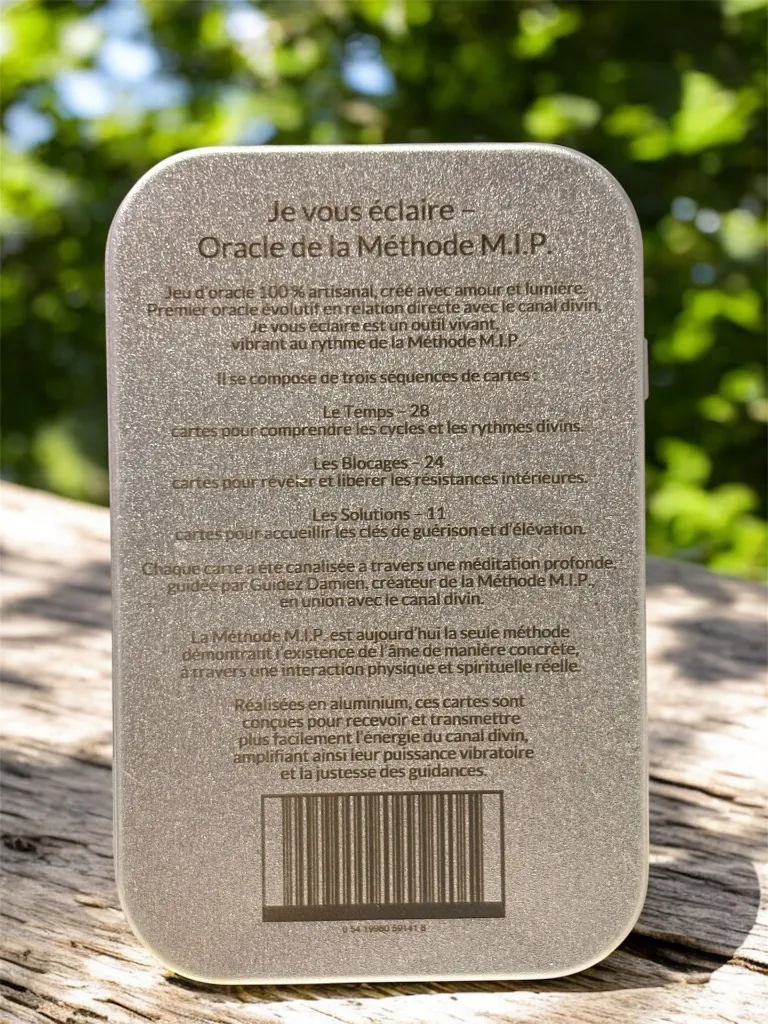 Je vous éclaire –
Oracle de la Méthode M.I.P.
Jeu d'oracle 100 % artisanal, créé avec amour et lumière.
Premier oracle évolutif en relation directe avec le canal divin,
Je vous éclaire est un outil vivant,
vibrant au rythme de la Méthode M.I.P.
Il se compose de trois séquences de cartes :
Le Temps – 28
cartes pour comprendre les cycles et les rythmes divins.
Les Blocages – 24
cartes pour révéler et libérer les résistances intérieures.
Les Solutions – 11
cartes pour accueillir les clés de guérison et d'élévation.
Chaque carte a été canalisée à travers une méditation profonde,
guidée par Guidez Damien, créateur de la Méthode M.I.P.,
en union avec le canal divin.
La Méthode M.I.P. est aujourd'hui la seule méthode
démontrant l'existence de l'âme de manière concrète,
à travers une interaction physique et spirituelle réelle.
Réalisées en aluminium, ces cartes sont
conçues pour recevoir et transmettre
plus facilement l'énergie du canal divin,
amplifiant ainsi leur puissance vibratoire
et la justesse des guidances.
0 54 19980 59141 8